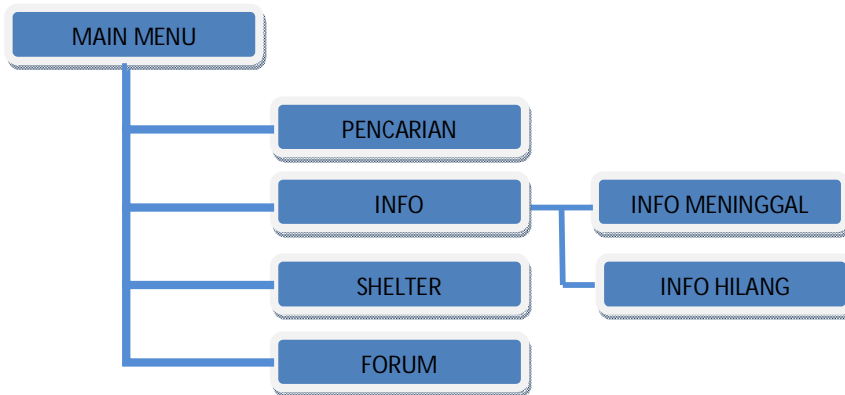 MAIN MENU
PENCARIAN
INFO
INFO MENINGGAL
SHELTER
INFO HILANG
FORUM